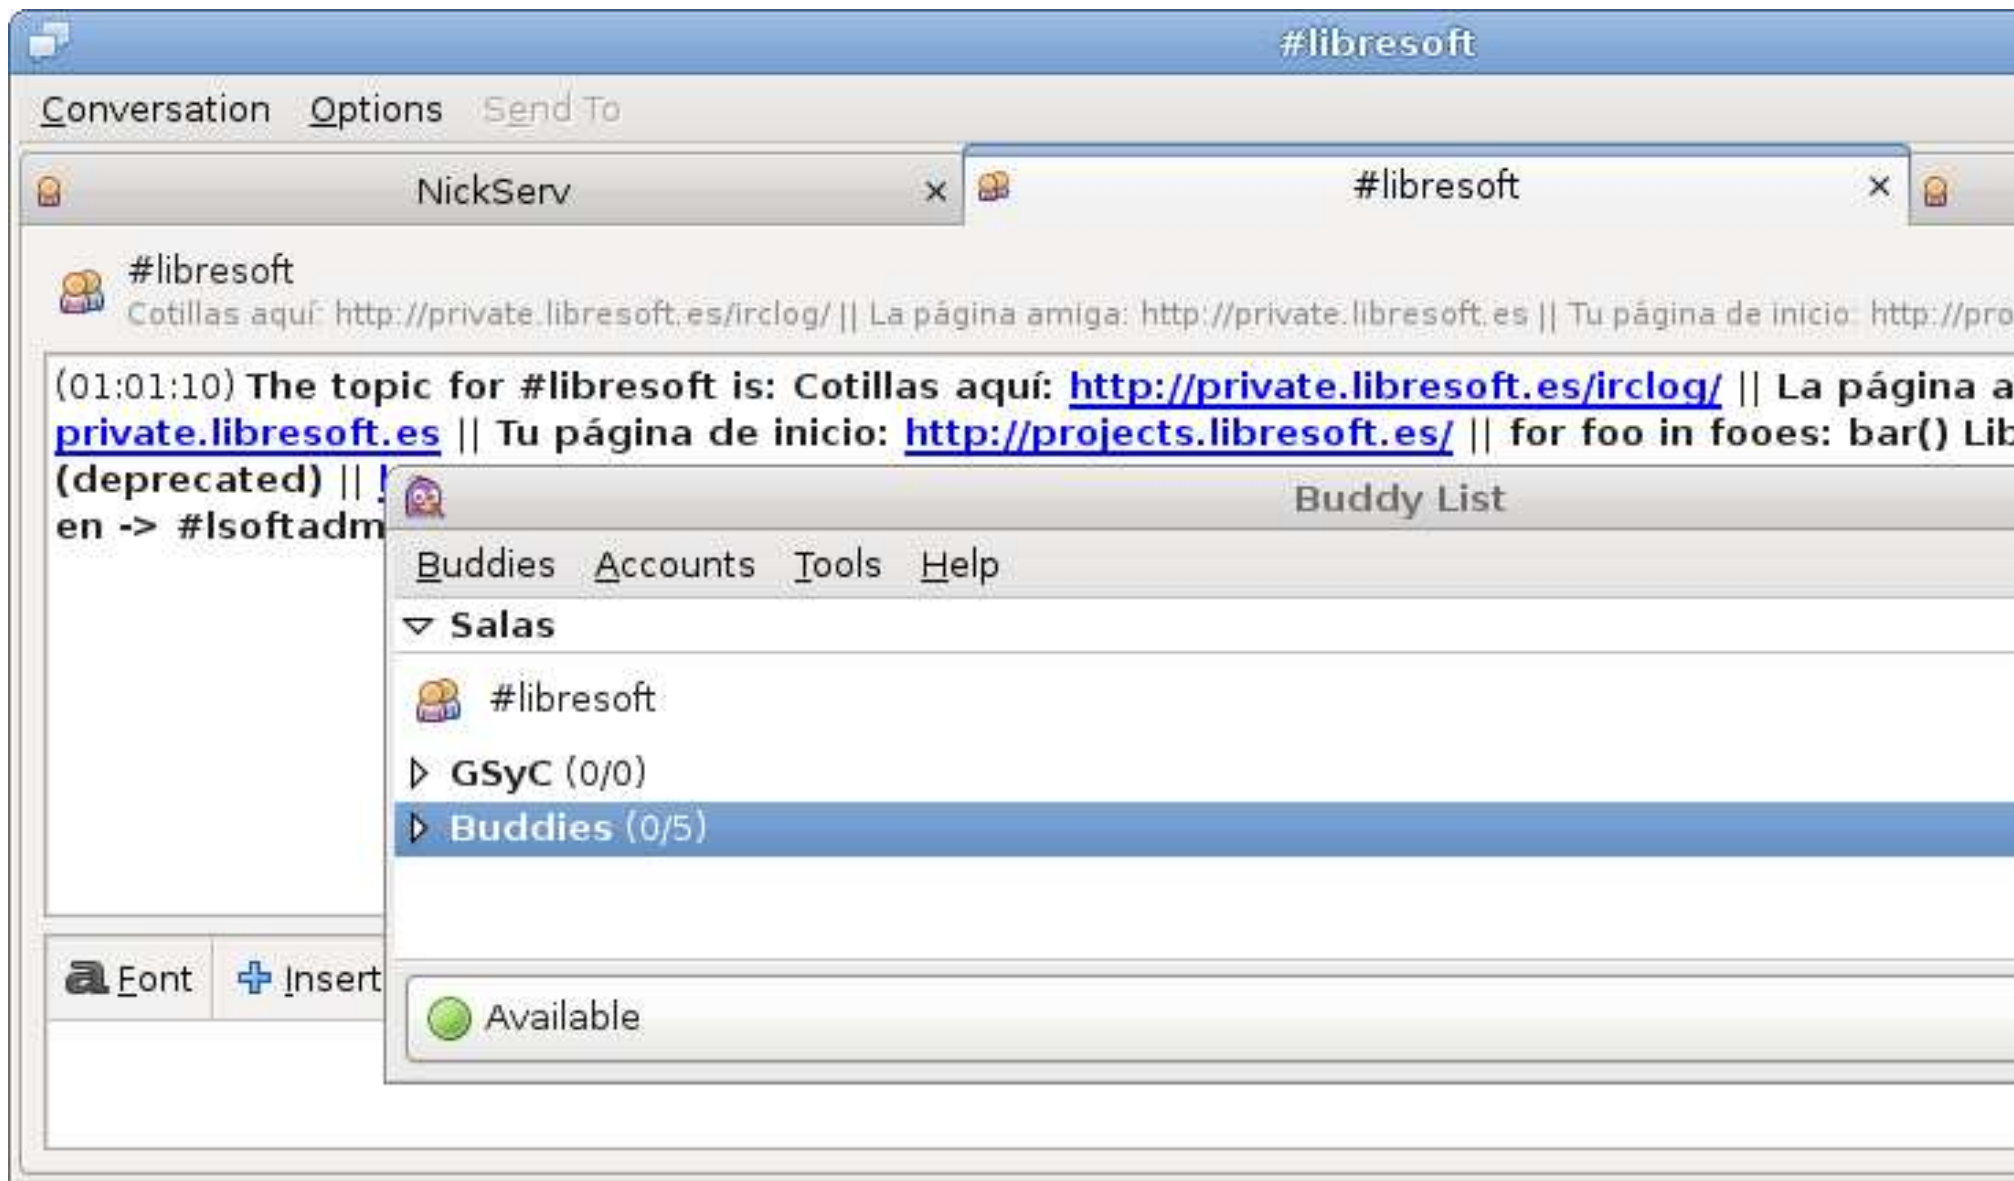 #libresoft
Conversation Options Send To
NickServ #libresoft
#libresoft
Cotillas aquí: http://private.libresoft.es/irclog/ || La página amiga: http://private.libresoft.es || Tu página de inicio: http://pro
(01:01:10) The topic for #libresoft is: Cotillas aquí: http://private.libresoft.es/irclog/ || La página a
private.libresoft.es || Tu página de inicio: http://projects.libresoft.es/ || for foo in fooes: bar() Lib
(deprecated) ||
en -> #lsoftadm
Buddy List
Buddies Accounts Tools Help
Salas
#libresoft
GSyC (0/0)
Buddies (0/5)
Font Insert
Available